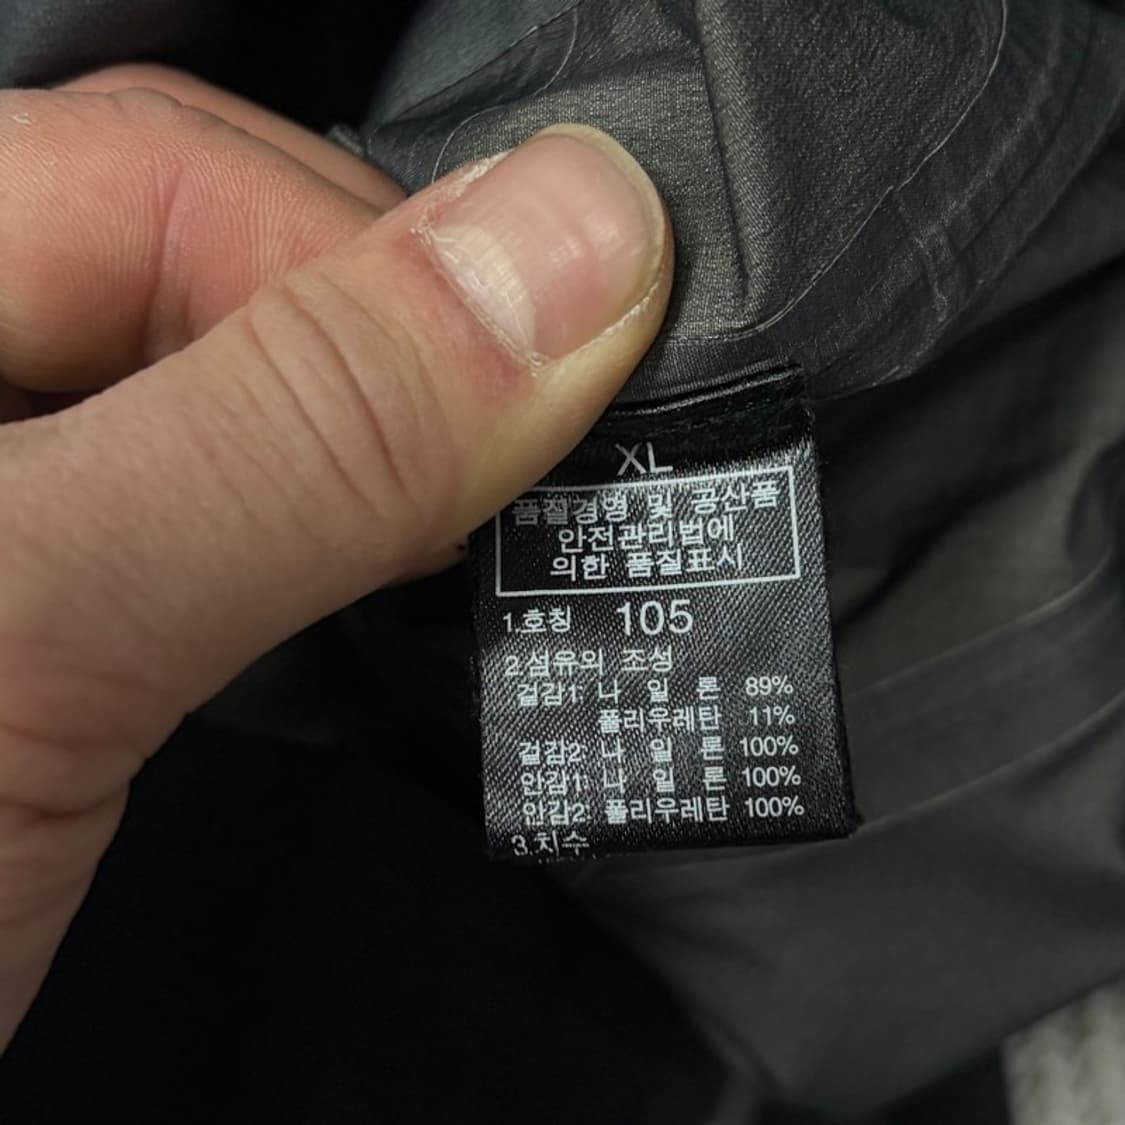 XL
품질경영 및 공산품
안전관리법에
의한 품질표시
1.호칭 105
2.섬유의 조성
겉감1: 나 일 론 89%
폴리우레탄 11%
겉감2: 나 일 론 100%
안감1: 나 일 론 100%
안감2: 폴리우레탄 100%
3.치수